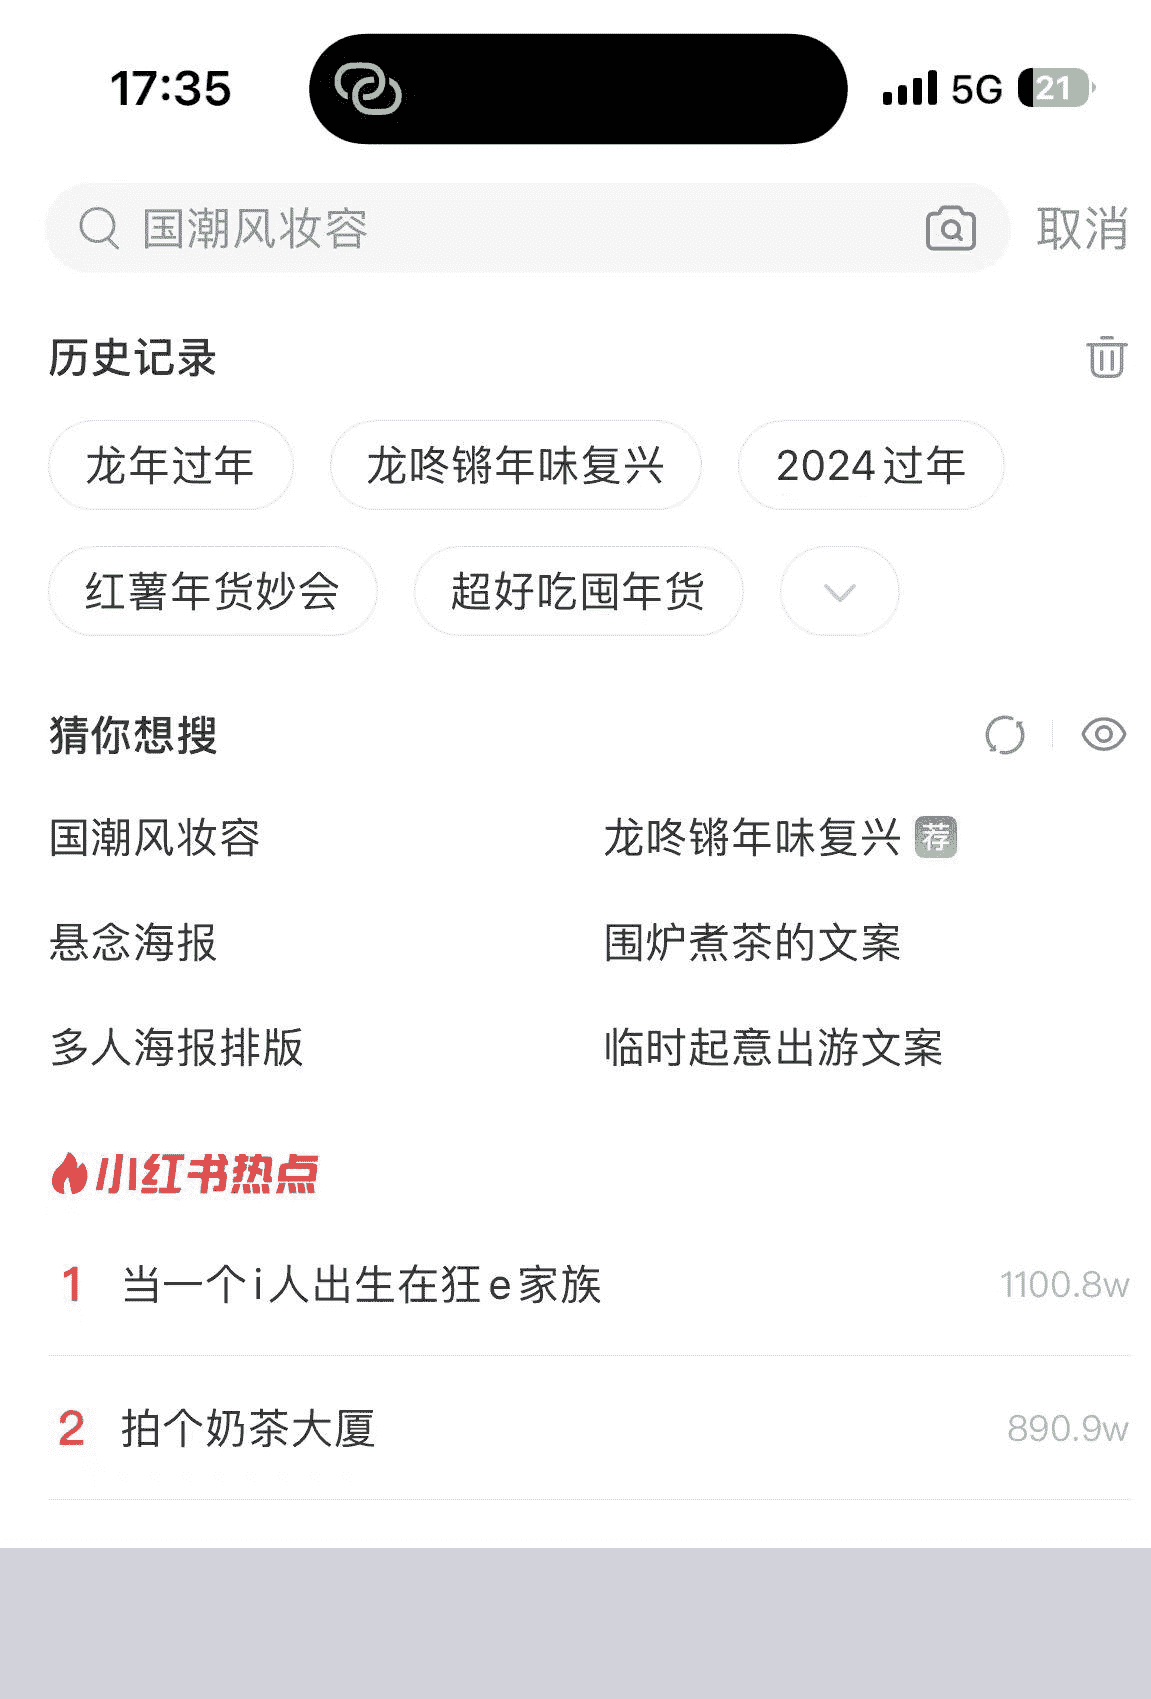 17:35 5G 21
国潮风妆容 取消
历史记录
龙年过年 龙咚锵年味复兴 2024过年
红薯年货妙会 超好吃囤年货
猜你想搜
国潮风妆容 龙咚锵年味复兴 荐
悬念海报 围炉煮茶的文案
多人海报排版 临时起意出游文案
小红书热点
1 当一个i人出生在狂e家族 1100.8w
2 拍个奶茶大厦 890.9w